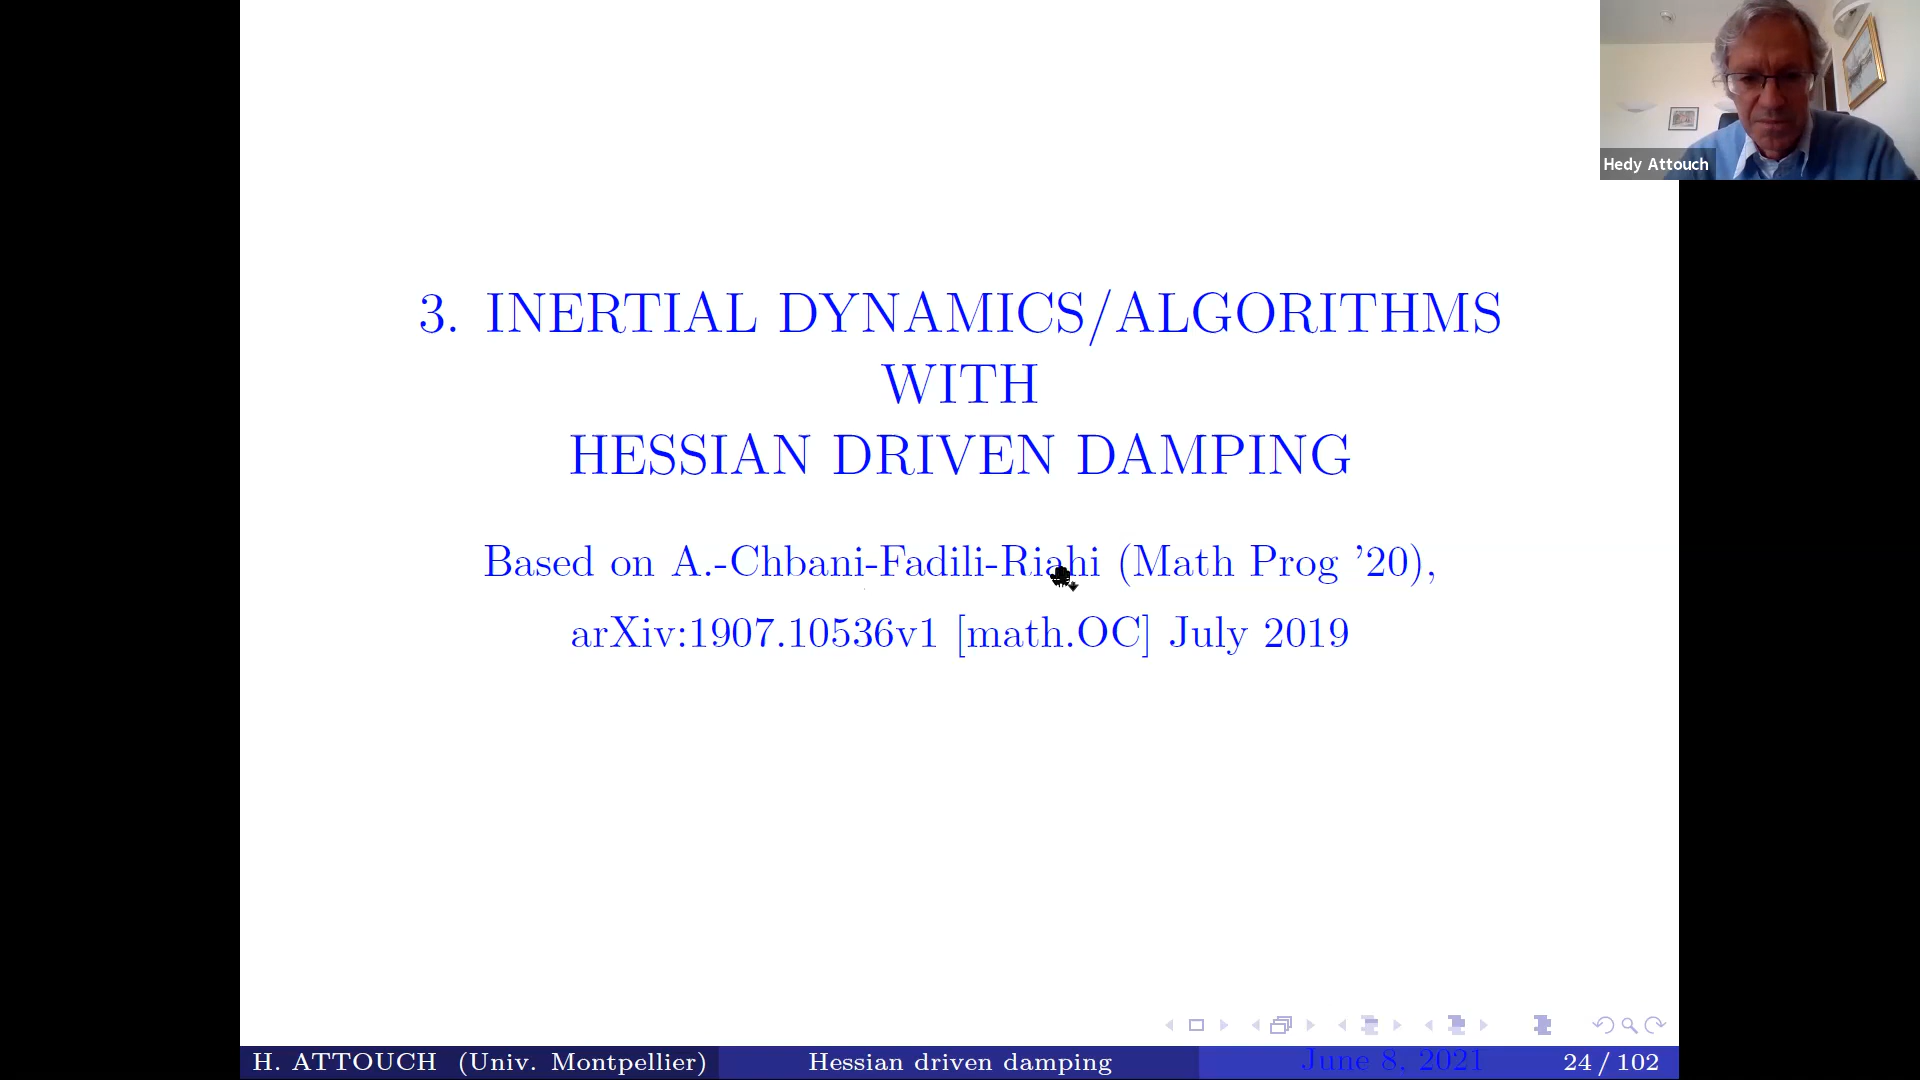 Hedy Attouch
3. INERTIAL DYNAMICS/ALGORITHMS
WITH
HESSIAN DRIVEN DAMPING
Based on A.-Chbani-Fadili-Riahi (Math Prog '20),
arXiv:1907.10536v1 [math.OC] July 2019
H. ATTOUCH (Univ. Montpellier) Hessian driven damping June 8, 2021 24 / 102